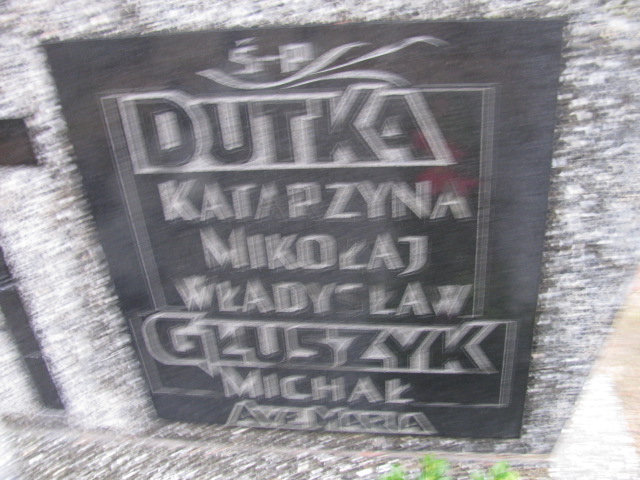 Ś-P
DUTKA
KATARZYNA
MIKOŁAJ
WŁADYSŁAW
GŁUSZYK
MICHAŁ
AVE MARIA